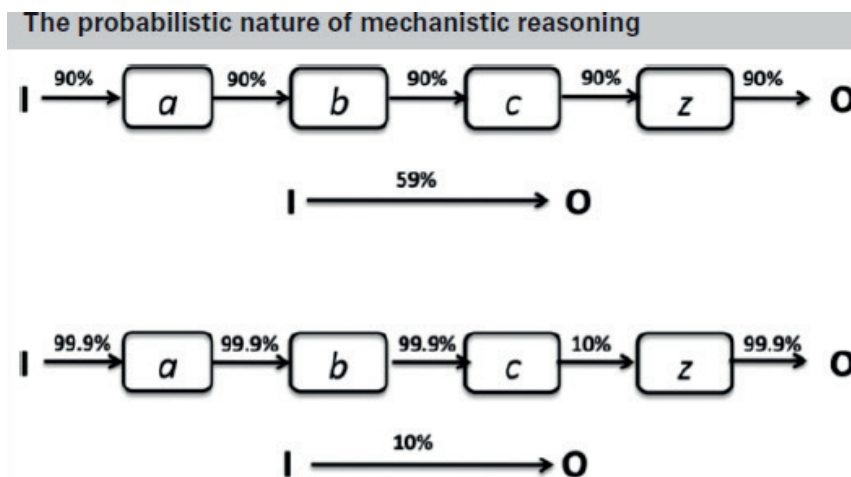 The probabilistic nature of mechanistic reasoning
90% 90% 90% 90% 90%
I a b c z O
59%
I O
99.9% 99.9% 99.9% 10% 99.9%
I a b c z O
10%
I O